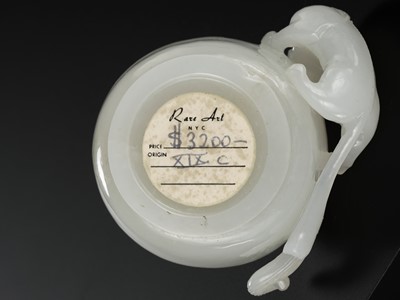 Rare Art
NYC
PRICE $3200-
ORIGIN XIX C.